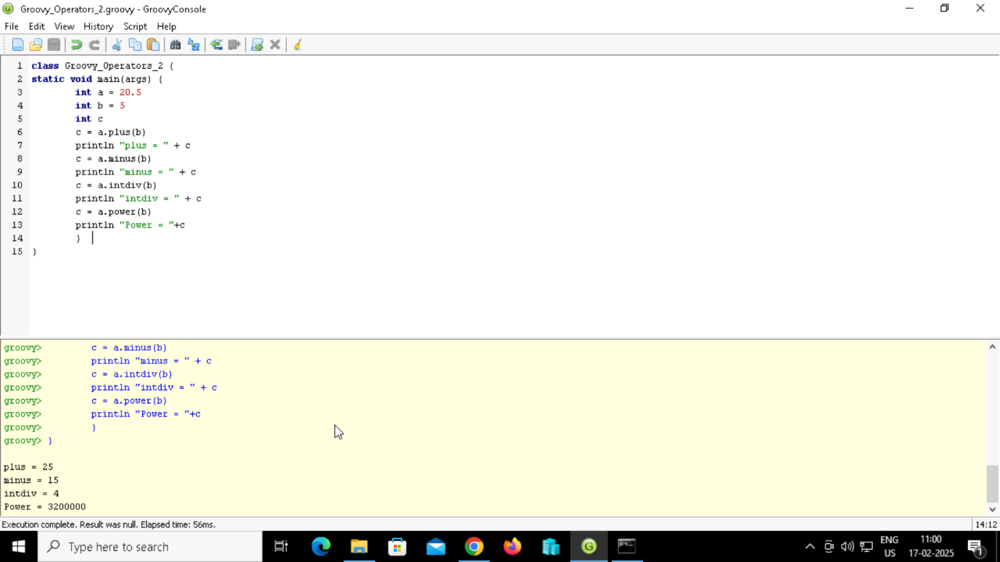 Groovy_Operators_2.groovy - GroovyConsole
File Edit View History Script Help
1 class Groovy_Operators_2 {
2 static void main(args) {
3 int a = 20.5
4 int b = 5
5 int c
6 c = a.plus(b)
7 println "plus = " + c
8 c = a.minus(b)
9 println "minus = " + c
10 c = a.intdiv(b)
11 println "intdiv = " + c
12 c = a.power(b)
13 println "Power = "+c
14 }
15 }
groovy> c = a.minus(b)
groovy> println "minus = " + c
groovy> c = a.intdiv(b)
groovy> println "intdiv = " + c
groovy> c = a.power(b)
groovy> println "Power = "+c
groovy> }
groovy> }
plus = 25
minus = 15
intdiv = 4
Power = 3200000
Execution complete. Result was null. Elapsed time: 56ms. 14:12
Type here to search
ENG
US
11:00
17-02-2025
1